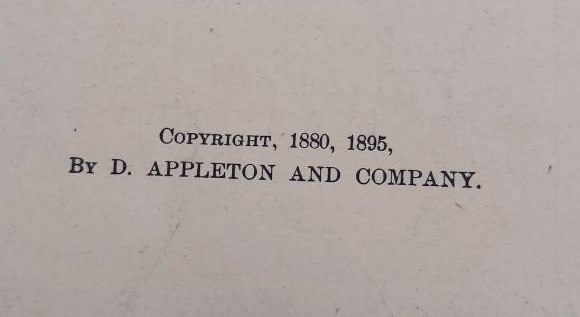 Copyright, 1880, 1895,
By D. APPLETON AND COMPANY.